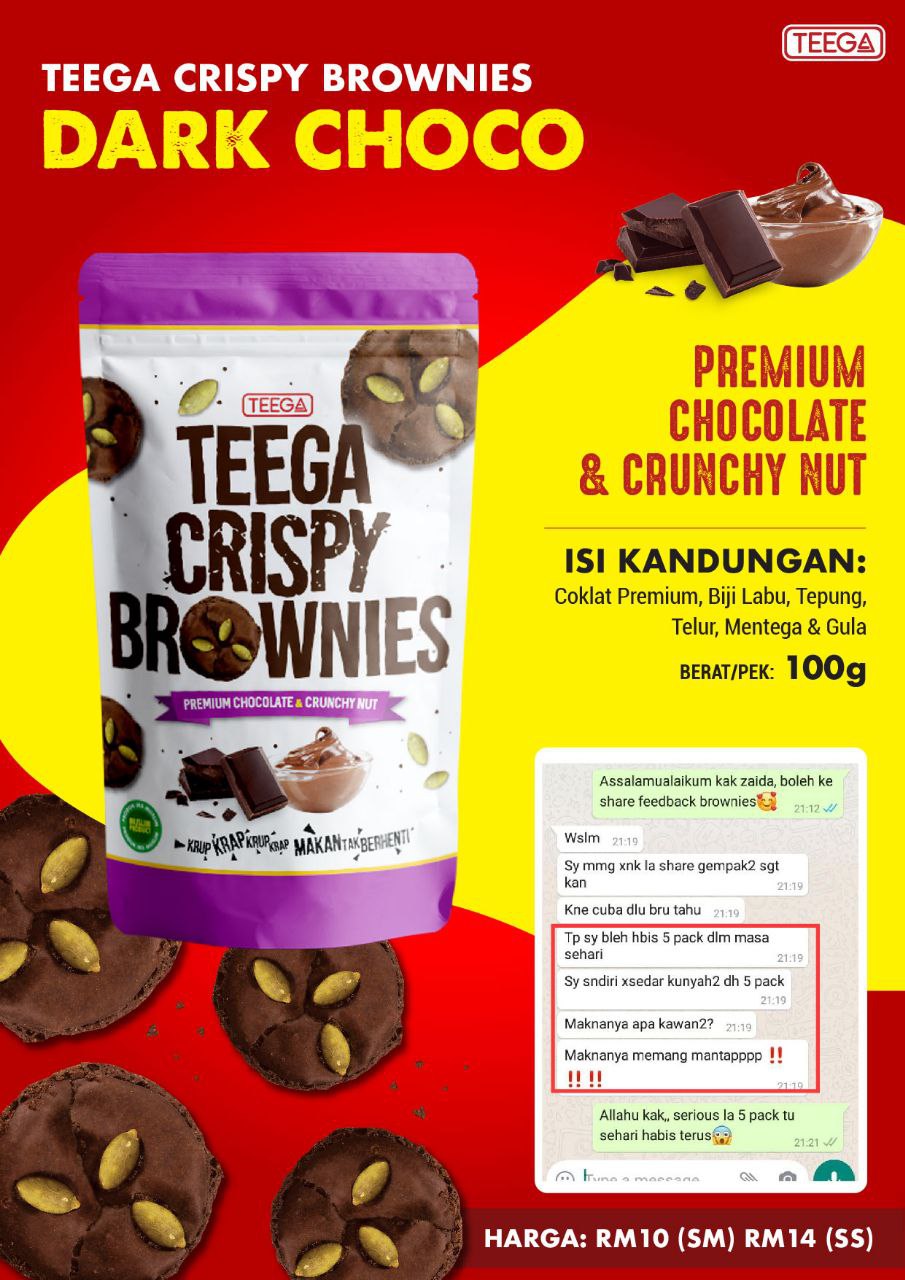 TEEGA
TEEGA CRISPY BROWNIES
DARK CHOCO
TEEGA
TEEGA
CRISPY
BROWNIES
PREMIUM CHOCOLATE & CRUNCHY NUT
MUSLIM
PRODUCT
KRUP KRAP KRUP KRAP MAKAN TAK BERHENTI
PREMIUM
CHOCOLATE
& CRUNCHY NUT
ISI KANDUNGAN:
Coklat Premium, Biji Labu, Tepung,
Telur, Mentega & Gula
BERAT/PEK: 100g
Assalamualaikum kak zaida, boleh ke
share feedback brownies🥰 21:12
Wslm 21:19
Sy mmg xnk la share gempak2 sgt
kan 21:19
Kne cuba dlu bru tahu 21:19
Tp sy bleh hbis 5 pack dlm masa
sehari 21:19
Sy sndiri xsedar kunyah2 dh 5 pack
21:19
Maknanya apa kawan2? 21:19
Maknanya memang mantapppp ‼️
‼️ ‼️ 21:19
Allahu kak,, serious la 5 pack tu
sehari habis terus😱 21:21
Type a message
HARGA: RM10 (SM) RM14 (SS)